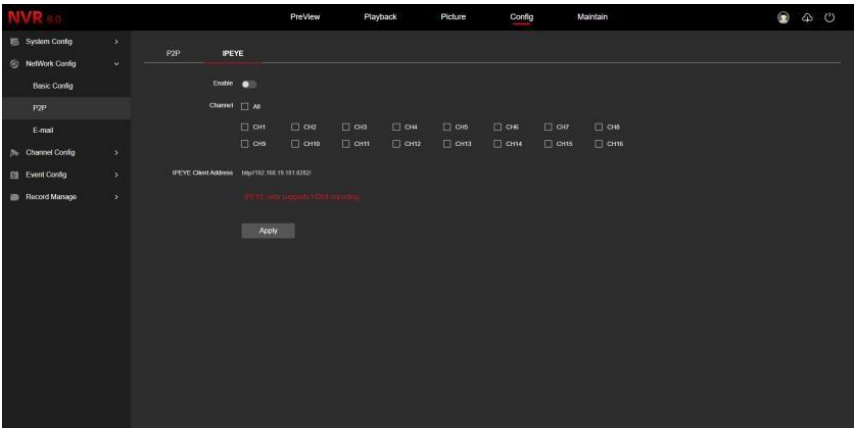 NVR 6.0
PreView Playback Picture Config Maintain
System Config
NetWork Config
Basic Config
P2P
E-mail
Channel Config
Event Config
Record Manage
P2P IPEYE
Enable
Channel All
CH1 CH2 CH3 CH4 CH5 CH6 CH7 CH8
CH9 CH10 CH11 CH12 CH13 CH14 CH15 CH16
IPEYE Client Address http//192.168.19.181:8282/
IPEYE only supports H264 encoding
Apply